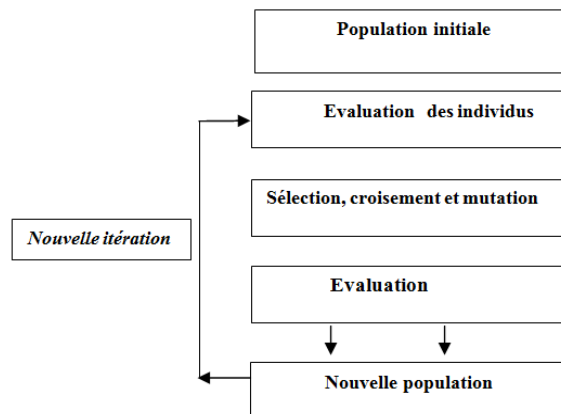 Population initiale
Evaluation des individus
Sélection, croisement et mutation
Nouvelle itération
Evaluation
Nouvelle population